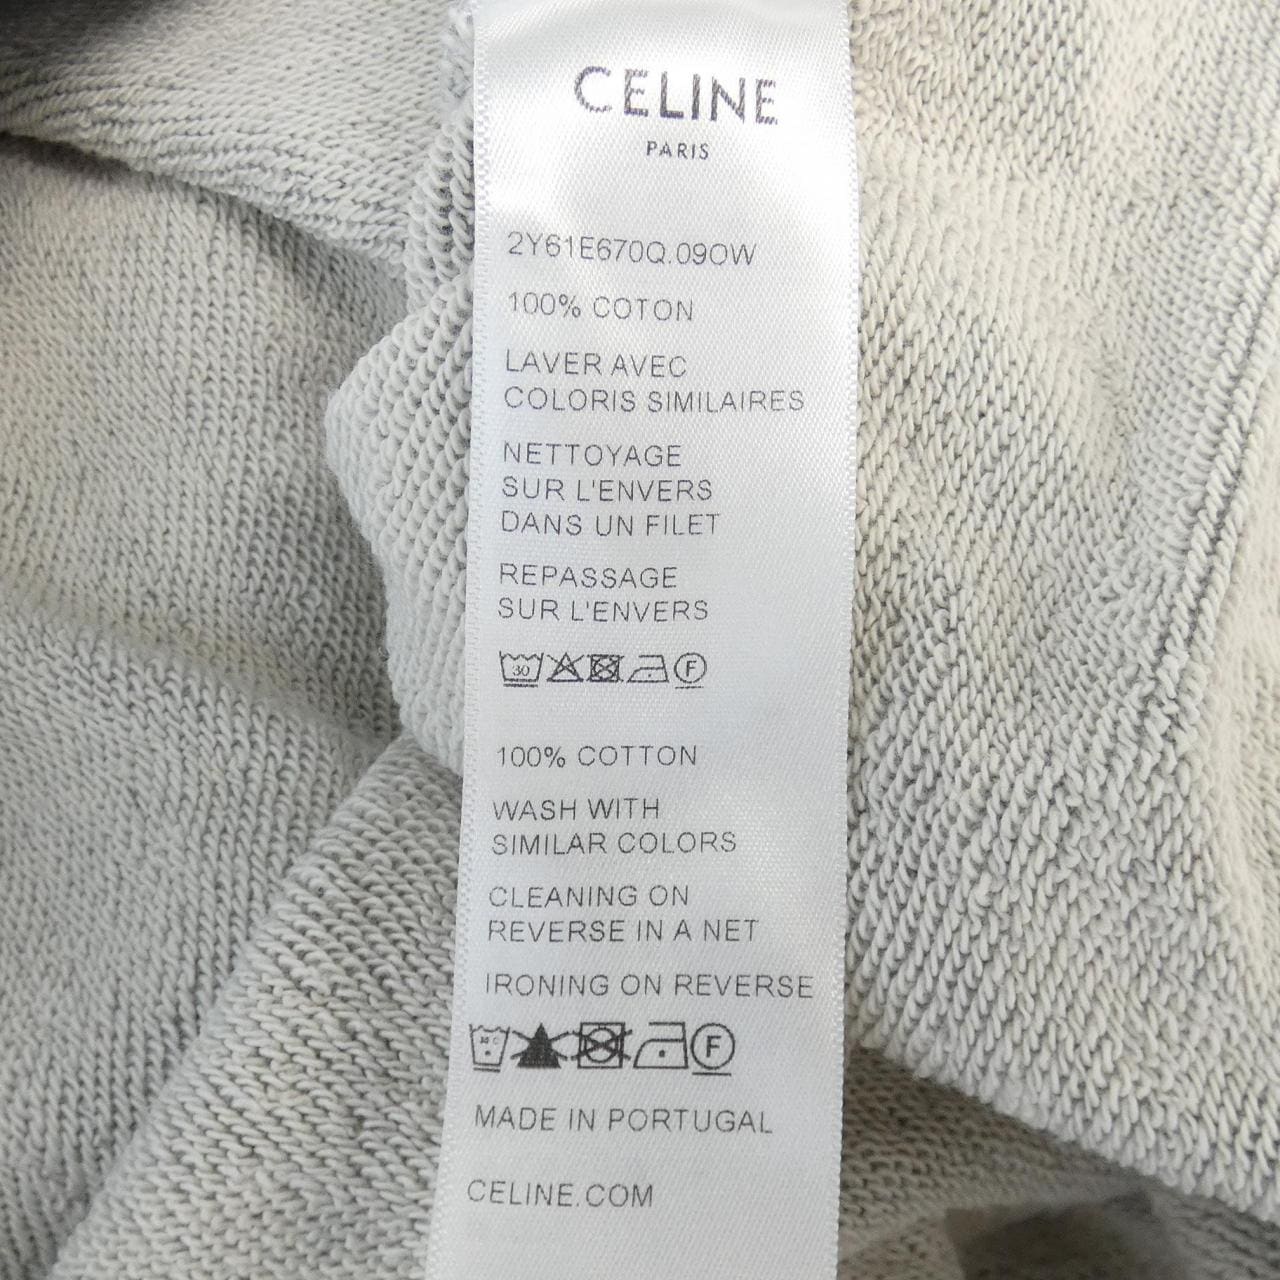 CELINE
PARIS
2Y61E670Q.09OW
100% COTON
LAVER AVEC
COLORIS SIMILAIRES
NETTOYAGE
SUR L'ENVERS
DANS UN FILET
REPASSAGE
SUR L'ENVERS
30 F
100% COTTON
WASH WITH
SIMILAR COLORS
CLEANING ON
REVERSE IN A NET
IRONING ON REVERSE
F
MADE IN PORTUGAL
CELINE.COM